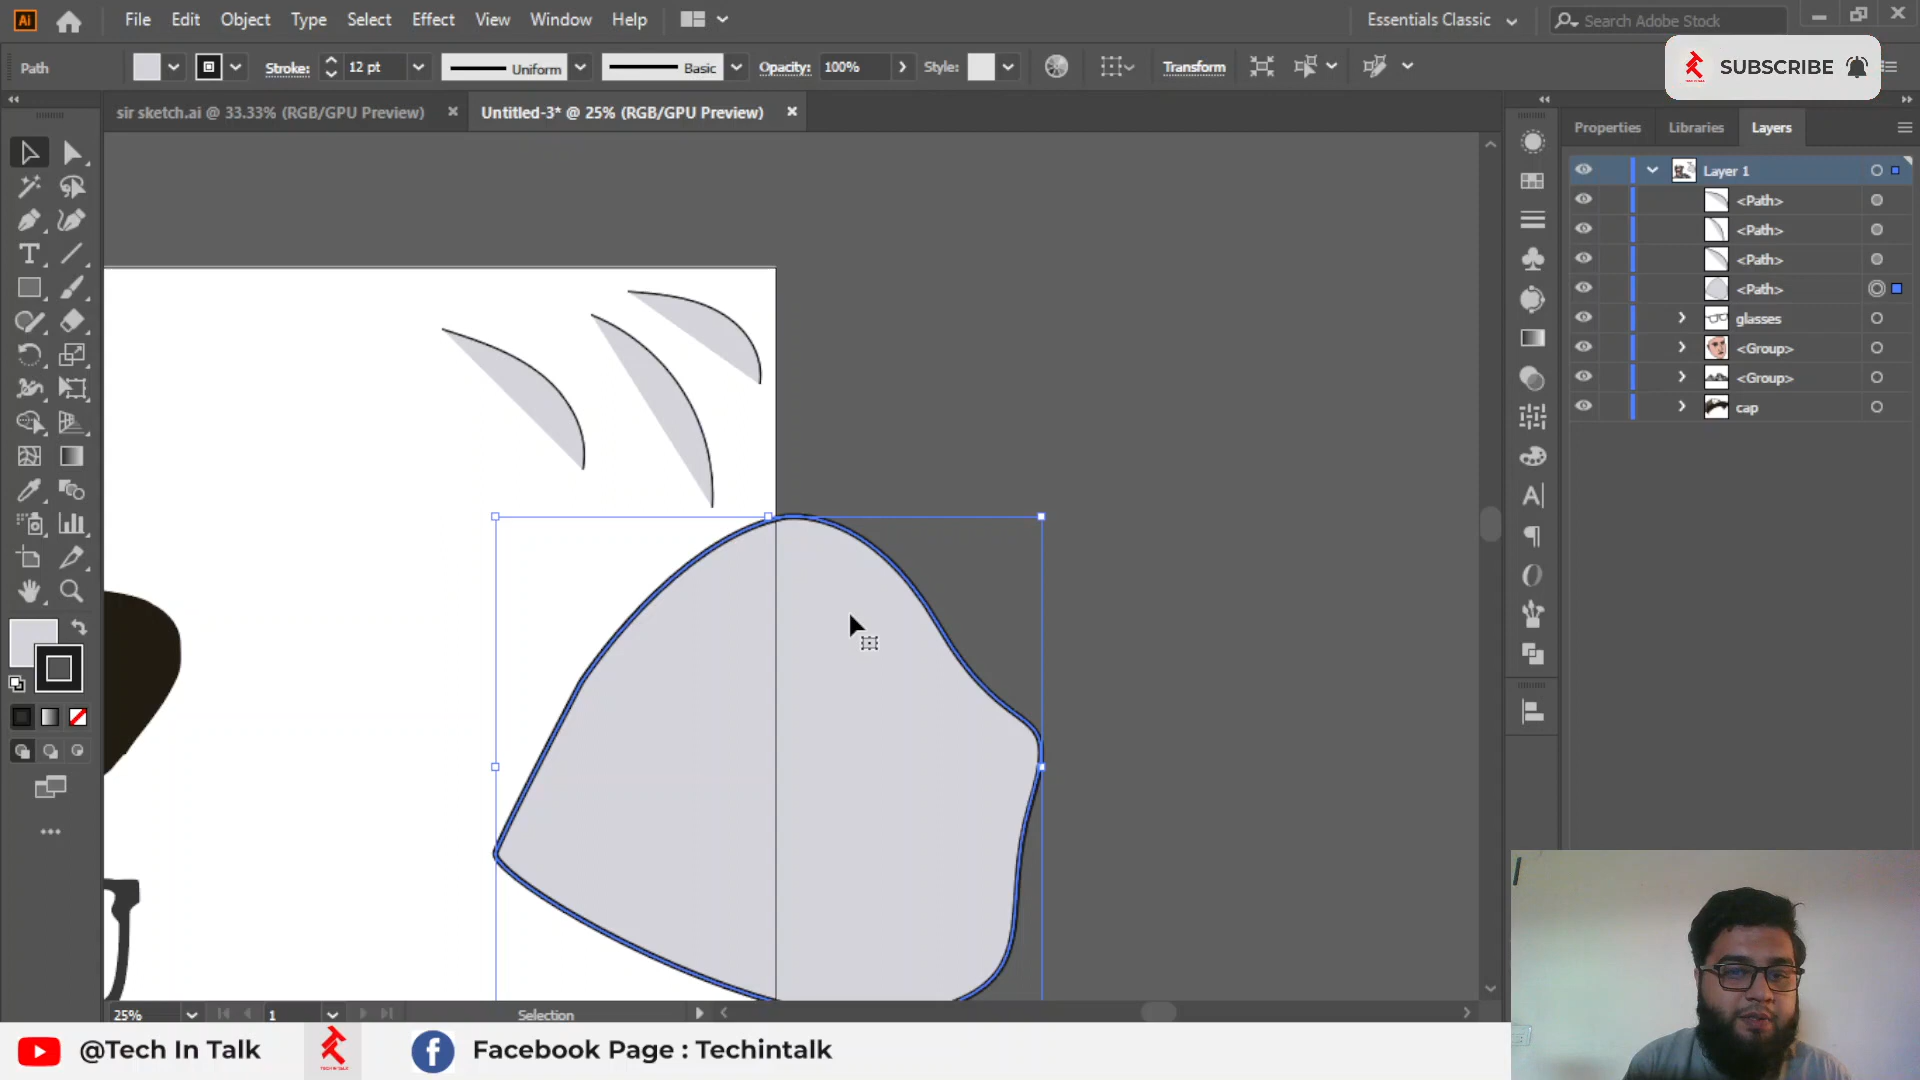 Ai File Edit Object Type Select Effect View Window Help Essentials Classic Search Adobe Stock
Path Stroke: 12 pt Uniform Basic Opacity: 100% Style: Transform
SUBSCRIBE
sir sketch.ai @ 33.33% (RGB/GPU Preview) Untitled-3* @ 25% (RGB/GPU Preview)
Properties Libraries Layers
Layer 1
<Path>
<Path>
<Path>
<Path>
glasses
<Group>
<Group>
cap
25% 1 Selection
@Tech In Talk TECH IN TALK Facebook Page : Techintalk